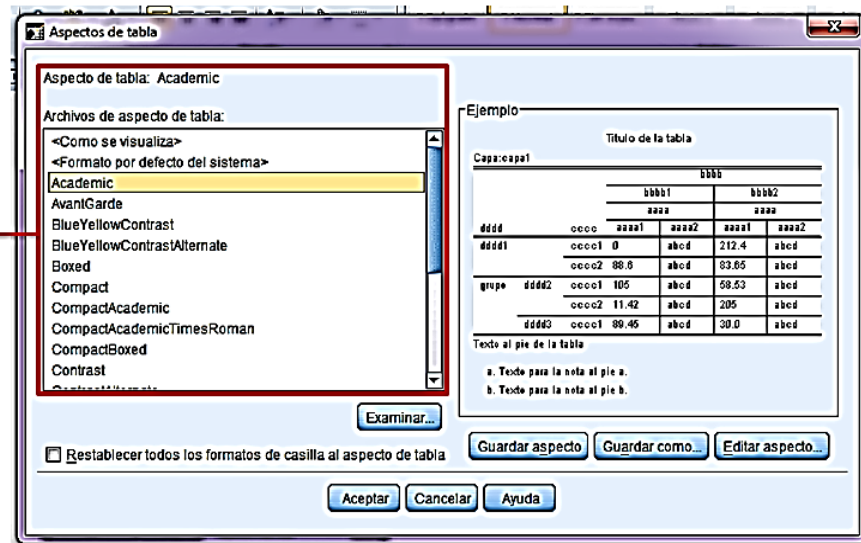 Aspectos de tabla
Aspecto de tabla: Academic
Archivos de aspecto de tabla:
<Como se visualiza>
<Formato por defecto del sistema>
Academic
AvantGarde
BlueYellowContrast
BlueYellowContrastAlternate
Boxed
Compact
CompactAcademic
CompactAcademicTimesRoman
CompactBoxed
Contrast
Examinar...
Restablecer todos los formatos de casilla al aspecto de tabla
Ejemplo
Titulo de la tabla
Capa:capa1
bbbb
bbbb1 bbbb2
aaaa aaaa
dddd cccc aaaa1 aaaa2 aaaa1 aaaa2
dddd1 cccc1 0 abcd 212.4 abcd
cccc2 88.6 abcd 83.65 abcd
grupo dddd2 cccc1 105 abcd 58.53 abcd
cccc2 11.42 abcd 205 abcd
dddd3 cccc1 89.45 abcd 30.0 abcd
Texto al pie de la tabla
a. Texto para la nota al pie a.
b. Texto para la nota al pie b.
Guardar aspecto Guardar como... Editar aspecto...
Aceptar Cancelar Ayuda